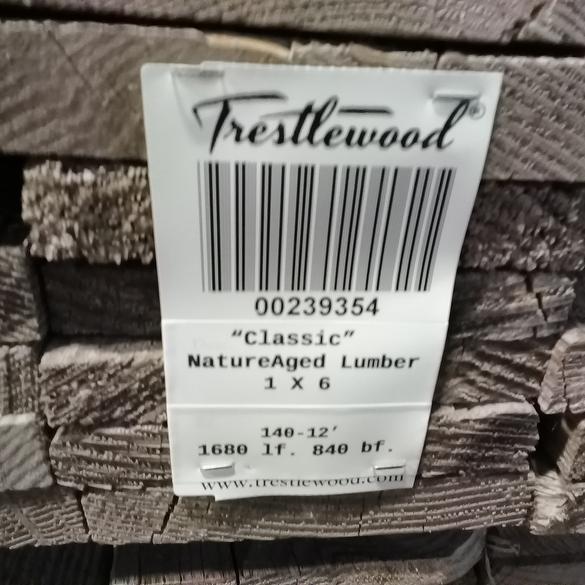 Trestlewood®
00239354
“Classic”
NatureAged Lumber
1 X 6
140-12’
1680 lf. 840 bf.
www.trestlewood.com